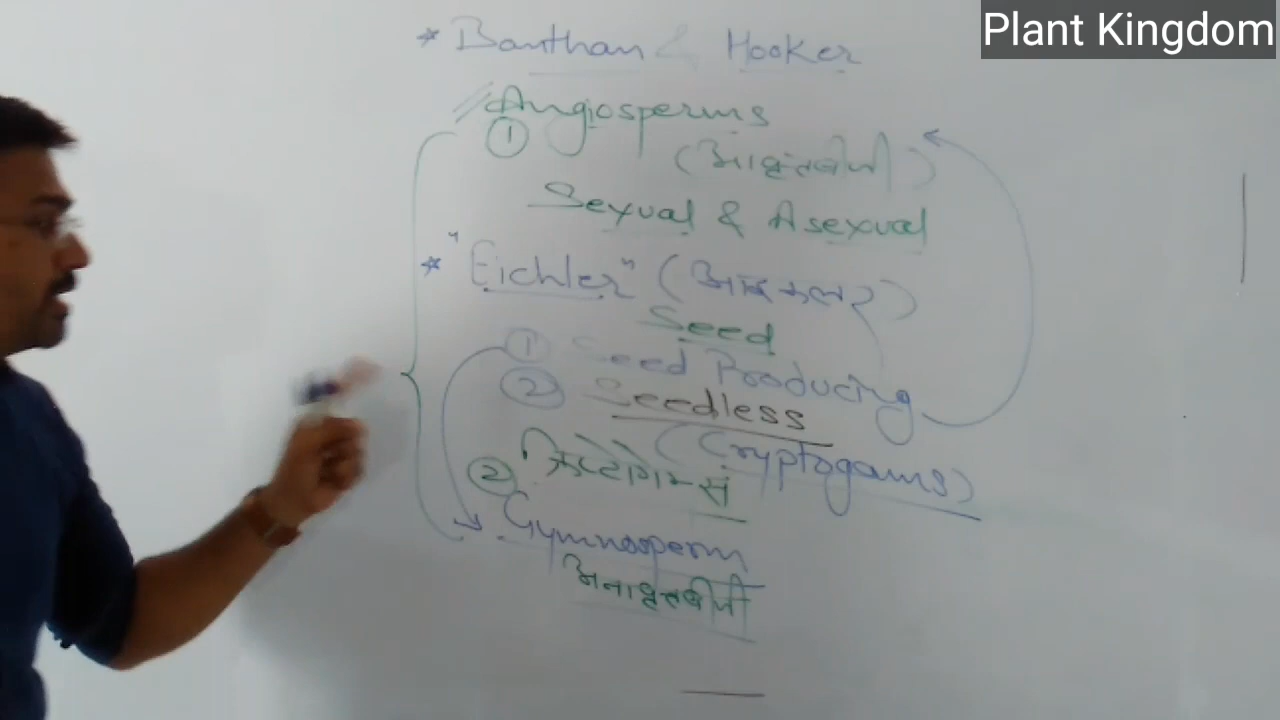 Plant Kingdom
* Banthan & Hooker
Angiosperms
①
(आवृतबीजी)
Sexual & Asexual
* "Eichler" (आइकलर)
Seed
① Seed Producing
② Seedless
(Cryptogams)
② क्रिप्टोगेम्स
Gymnosperm
अनावृतबीजी